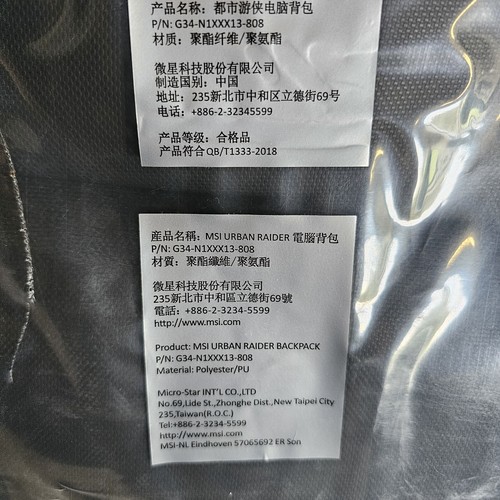 产品名称：都市游侠电脑背包
P/N: G34-N1XXX13-808
材质：聚酯纤维/聚氨酯
微星科技股份有限公司
制造国别：中国
地址：235新北市中和区立德街69号
电话：+886-2-32345599
产品等级：合格品
产品符合QB/T1333-2018
産品名稱：MSI URBAN RAIDER 電腦背包
P/N: G34-N1XXX13-808
材質：聚酯纖維/聚氨酯
微星科技股份有限公司
235新北市中和區立德街69號
電話：+886-2-3234-5599
http://www.msi.com
Product: MSI URBAN RAIDER BACKPACK
P/N: G34-N1XXX13-808
Material: Polyester/PU
Micro-Star INT'L CO.,LTD
No.69,Lide St.,Zhonghe Dist.,New Taipei City
235,Taiwan(R.O.C.)
Tel:+886-2-3234-5599
http://www.msi.com
MSI-NL Eindhoven 57065692 ER Son